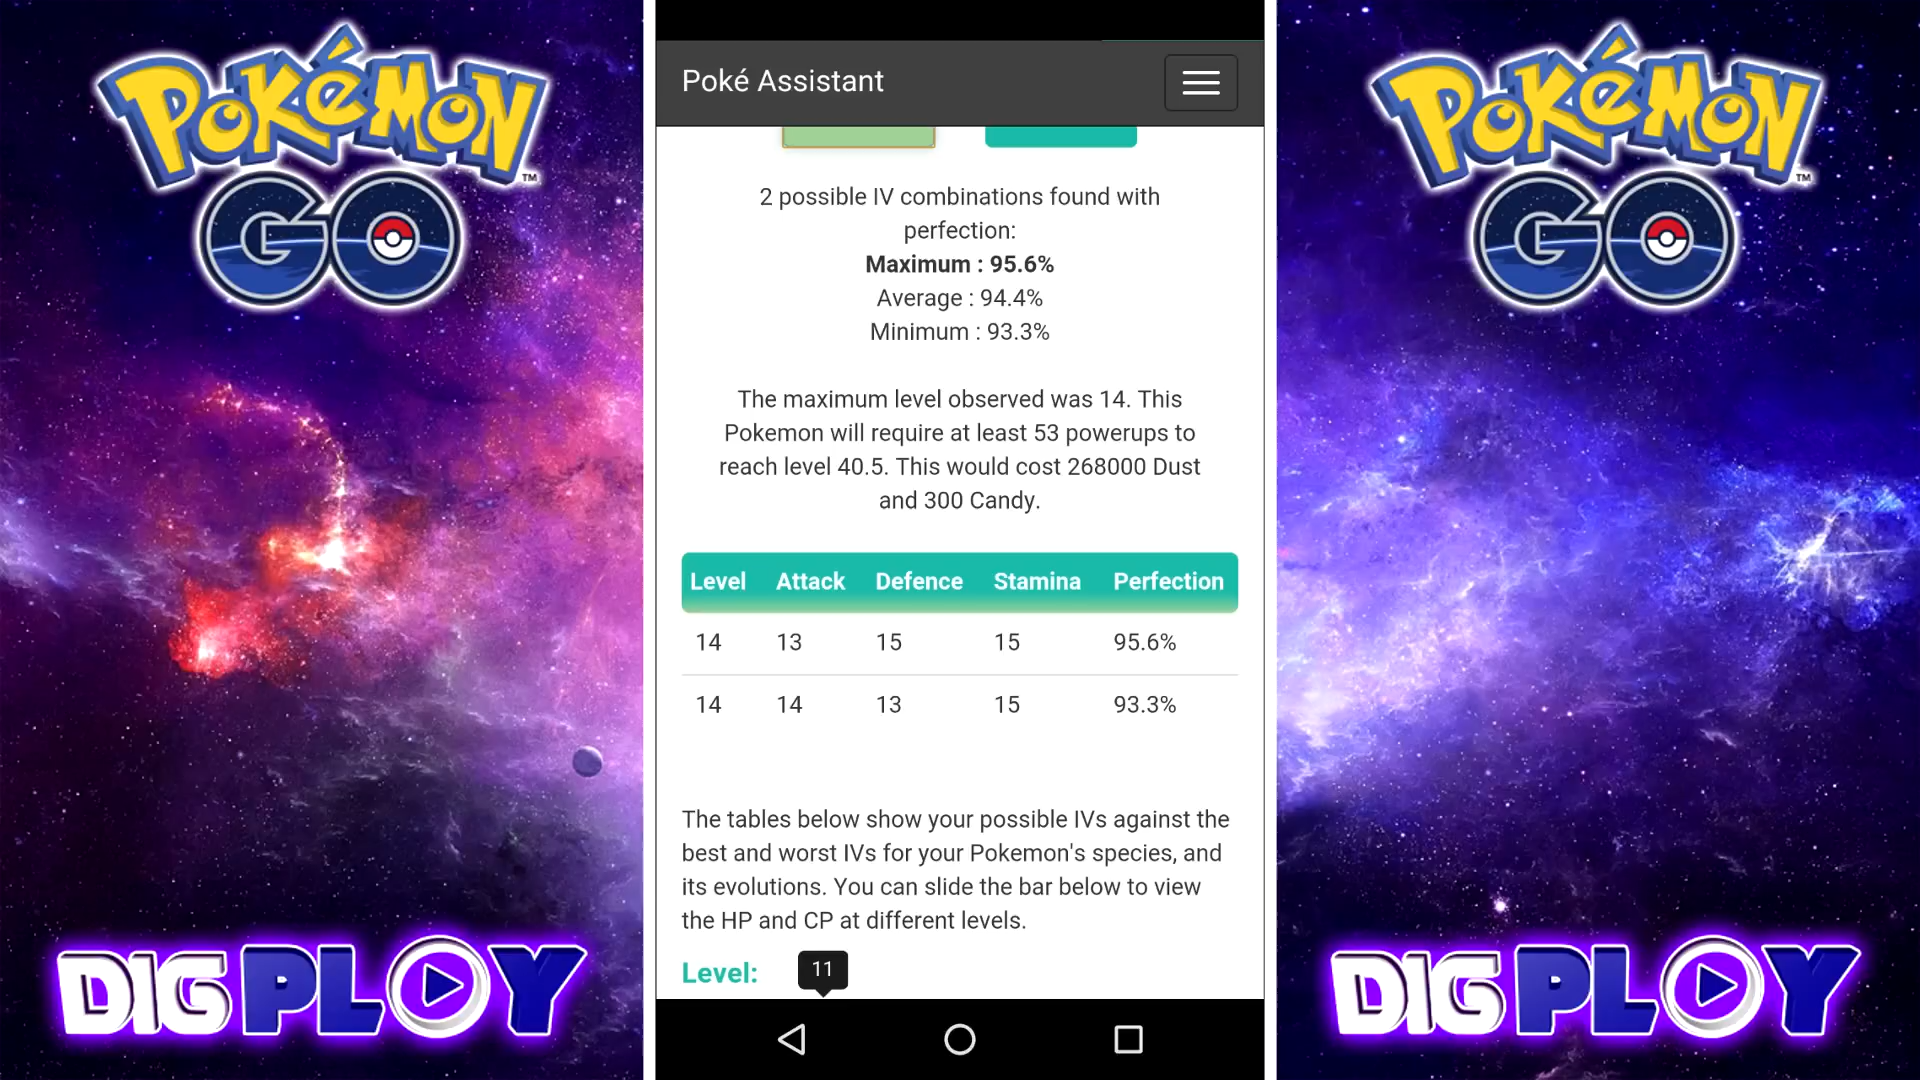 POKÉMON
TM
GO
DIGPLOY
Poké Assistant
2 possible IV combinations found with
perfection:
Maximum : 95.6%
Average : 94.4%
Minimum : 93.3%
The maximum level observed was 14. This
Pokemon will require at least 53 powerups to
reach level 40.5. This would cost 268000 Dust
and 300 Candy.
Level Attack Defence Stamina Perfection
14 13 15 15 95.6%
14 14 13 15 93.3%
The tables below show your possible IVs against the
best and worst IVs for your Pokemon's species, and
its evolutions. You can slide the bar below to view
the HP and CP at different levels.
Level: 11
POKÉMON
TM
GO
DIGPLOY